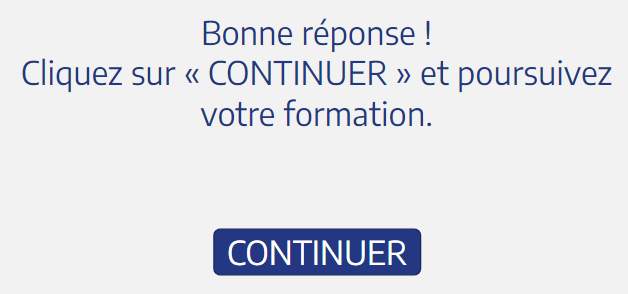 Bonne réponse !
Cliquez sur « CONTINUER » et poursuivez
votre formation.
CONTINUER